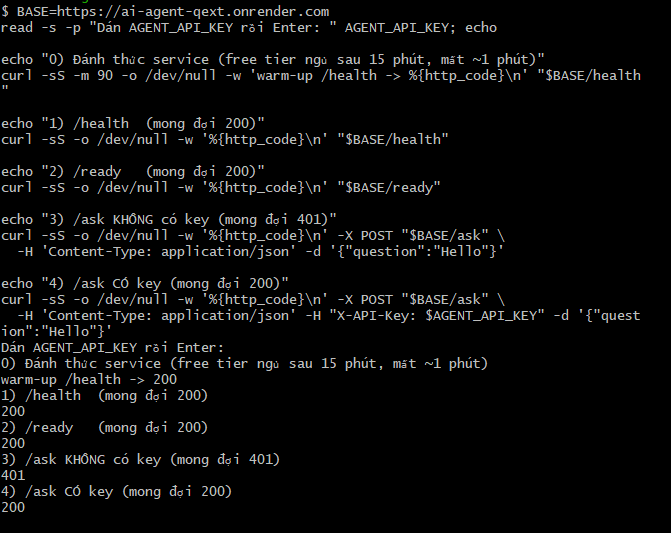 $ BASE=https://ai-agent-qext.onrender.com
read -s -p "Dán AGENT_API_KEY rồi Enter: " AGENT_API_KEY; echo
echo "0) Đánh thức service (free tier ngủ sau 15 phút, mất ~1 phút)"
curl -sS -m 90 -o /dev/null -w 'warm-up /health -> %{http_code}\n' "$BASE/health
"
echo "1) /health  (mong đợi 200)"
curl -sS -o /dev/null -w '%{http_code}\n' "$BASE/health"
echo "2) /ready   (mong đợi 200)"
curl -sS -o /dev/null -w '%{http_code}\n' "$BASE/ready"
echo "3) /ask KHÔNG có key (mong đợi 401)"
curl -sS -o /dev/null -w '%{http_code}\n' -X POST "$BASE/ask" \
  -H 'Content-Type: application/json' -d '{"question":"Hello"}'
echo "4) /ask CÓ key (mong đợi 200)"
curl -sS -o /dev/null -w '%{http_code}\n' -X POST "$BASE/ask" \
  -H 'Content-Type: application/json' -H "X-API-Key: $AGENT_API_KEY" -d '{"quest
ion":"Hello"}'
Dán AGENT_API_KEY rồi Enter:
0) Đánh thức service (free tier ngủ sau 15 phút, mất ~1 phút)
warm-up /health -> 200
1) /health  (mong đợi 200)
200
2) /ready   (mong đợi 200)
200
3) /ask KHÔNG có key (mong đợi 401)
401
4) /ask CÓ key (mong đợi 200)
200